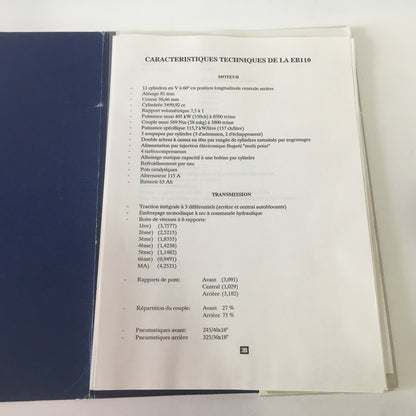 CARACTERISTIQUES TECHNIQUES DE LA EB110
MOTEUR
- 12 cylindres en V à 60° en position longitudinale centrale arrière
- Alésage 81 mm
- Course 56,66 mm
- Cylindrée 3499,92 cc
- Rapport volumétrique 7,5 à 1
- Puissance maxi 405 kW (550ch) à 8500 tr/mn
- Couple maxi 569 Nm (58 mkg) à 3800 tr/mn
- Puissance spécifique 115,7 kW/litre (157 ch/litre)
- 5 soupapes par cylindre (3 d'admission, 2 d'échappement)
- Double arbres à cames en tête par rangée de cylindres entraînés par engrenages
- Alimentation par injection électronique Bugatti "multi point"
- 4 turbocompresseurs
- Allumage statique capacitif à une bobine par cylindre
- Refroidissement par eau
- Pots catalytiques
- Alternateur 115 A
- Batterie 63 Ah
TRANSMISSION
- Traction intégrale à 3 différentiels (arrière et central autobloquants)
- Embrayage monodisque à sec à commande hydraulique
- Boite de vitesses à 6 rapports:
1ère) (3,7577)
2ème) (2,5215)
3ème) (1,8335)
4ème) (1,4238)
5ème) (1,1482)
6ème) (0,9491)
MA) (4,2521)
- Rapports de pont: Avant (3,091)
Central (1,029)
Arrière (3,182)
- Répartition du couple: Avant 27 %
Arrière 73 %
- Pneumatiques avant: 245/40x18"
- Pneumatiques arrière 325/30x18"